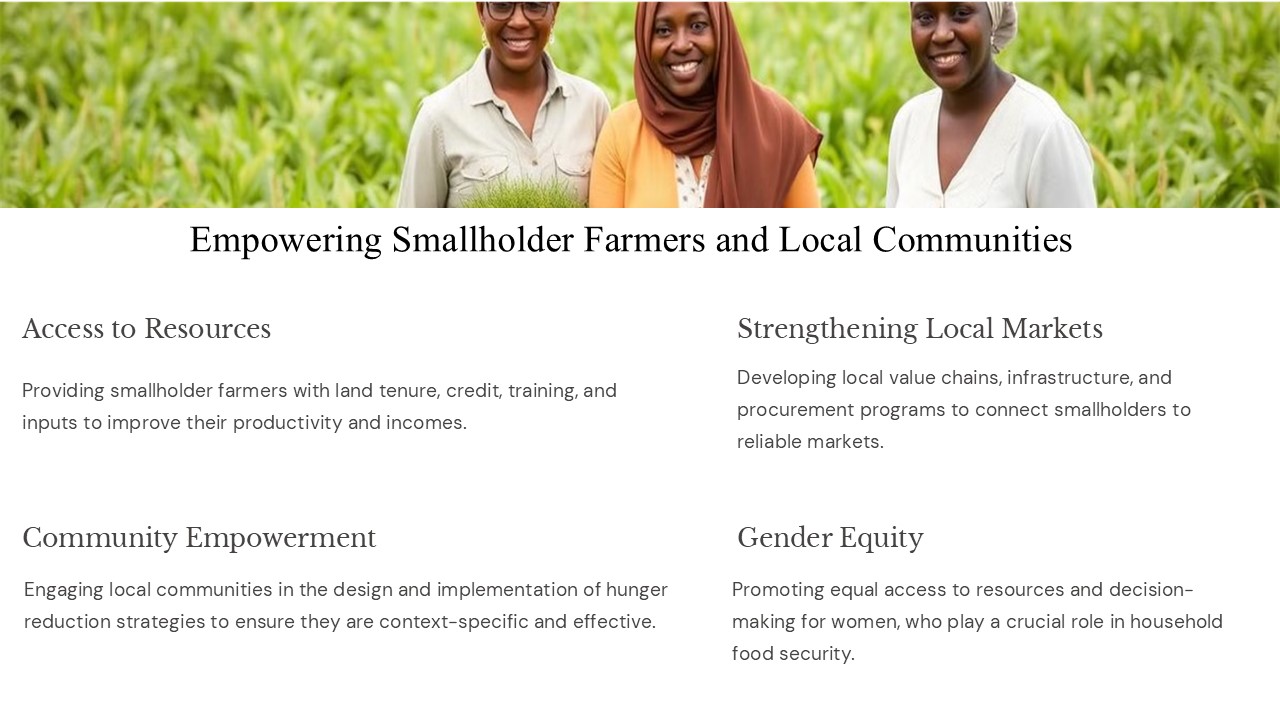 Empowering Smallholder Farmers and Local Communities
Access to Resources
Providing smallholder farmers with land tenure, credit, training, and
inputs to improve their productivity and incomes.
Strengthening Local Markets
Developing local value chains, infrastructure, and
procurement programs to connect smallholders to
reliable markets.
Community Empowerment
Engaging local communities in the design and implementation of hunger
reduction strategies to ensure they are context-specific and effective.
Gender Equity
Promoting equal access to resources and decision-
making for women, who play a crucial role in household
food security.